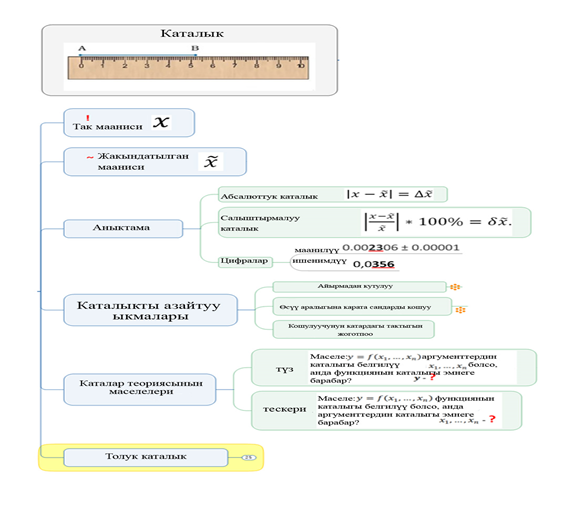 Каталык
A B
0 1 2 3 4 5 6 7 8 9 10
!
Так мааниси x
~ Жакындатылган
мааниси x̃
Аныктама
Абсалюттук каталык |x − x̃| = Δx̃
Салыштырмалуу
каталык |x−x̃/x̃| * 100% = δx̃.
Цифралар
маанилүү 0.002306 ± 0.00001
ишенимдүү 0,0356
Каталыкты азайтуу
ыкмалары
Айырмадан кутулуу
Өсүү аралыгына карата сандарды кошуу
Кошулуучунун катардагы тактыгын
жоготпоо
Каталар теориясынын
маселелери
түз
Маселе:y = f(x₁, ..., xₙ)аргументтердин
каталыгы белгилүү x₁, ..., xₙ болсо,
анда функциянын каталыгы эмнеге
барабар? y - ?
тескери
Маселе:y = f(x₁, ..., xₙ) функциянын
каталыгы белгилүү болсо, анда
аргументтердин каталыгы эмнеге
барабар? x₁, ..., xₙ - ?
Толук каталык